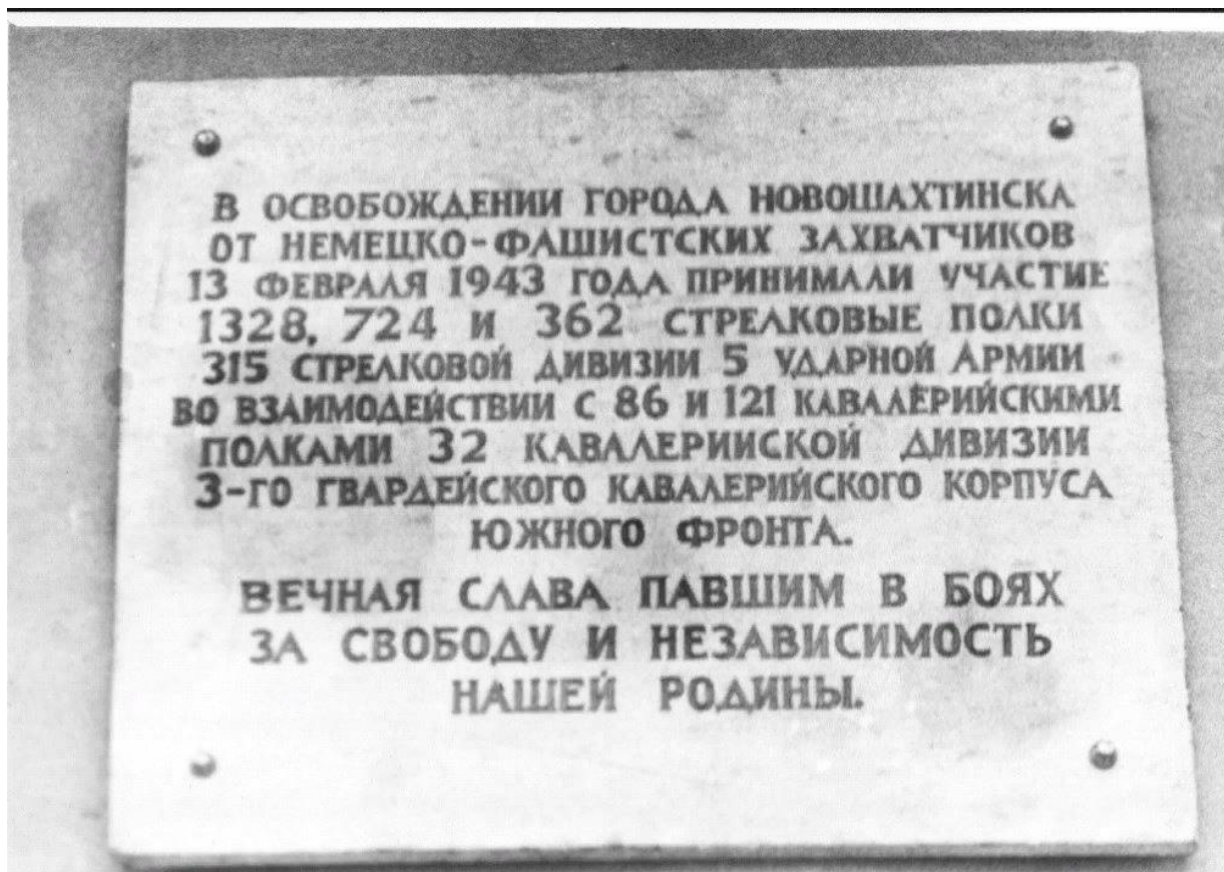 В ОСВОБОЖДЕНИИ ГОРОДА НОВОШАХТИНСКА
ОТ НЕМЕЦКО-ФАШИСТСКИХ ЗАХВАТЧИКОВ
13 ФЕВРАЛЯ 1943 ГОДА ПРИНИМАЛИ УЧАСТИЕ
1328, 724 И 362 СТРЕЛКОВЫЕ ПОЛКИ
315 СТРЕЛКОВОЙ ДИВИЗИИ 5 УДАРНОЙ АРМИИ
ВО ВЗАИМОДЕЙСТВИИ С 86 И 121 КАВАЛЕРИЙСКИМИ
ПОЛКАМИ 32 КАВАЛЕРИЙСКОЙ ДИВИЗИИ
3-ГО ГВАРДЕЙСКОГО КАВАЛЕРИЙСКОГО КОРПУСА
ЮЖНОГО ФРОНТА.
ВЕЧНАЯ СЛАВА ПАВШИМ В БОЯХ
ЗА СВОБОДУ И НЕЗАВИСИМОСТЬ
НАШЕЙ РОДИНЫ.